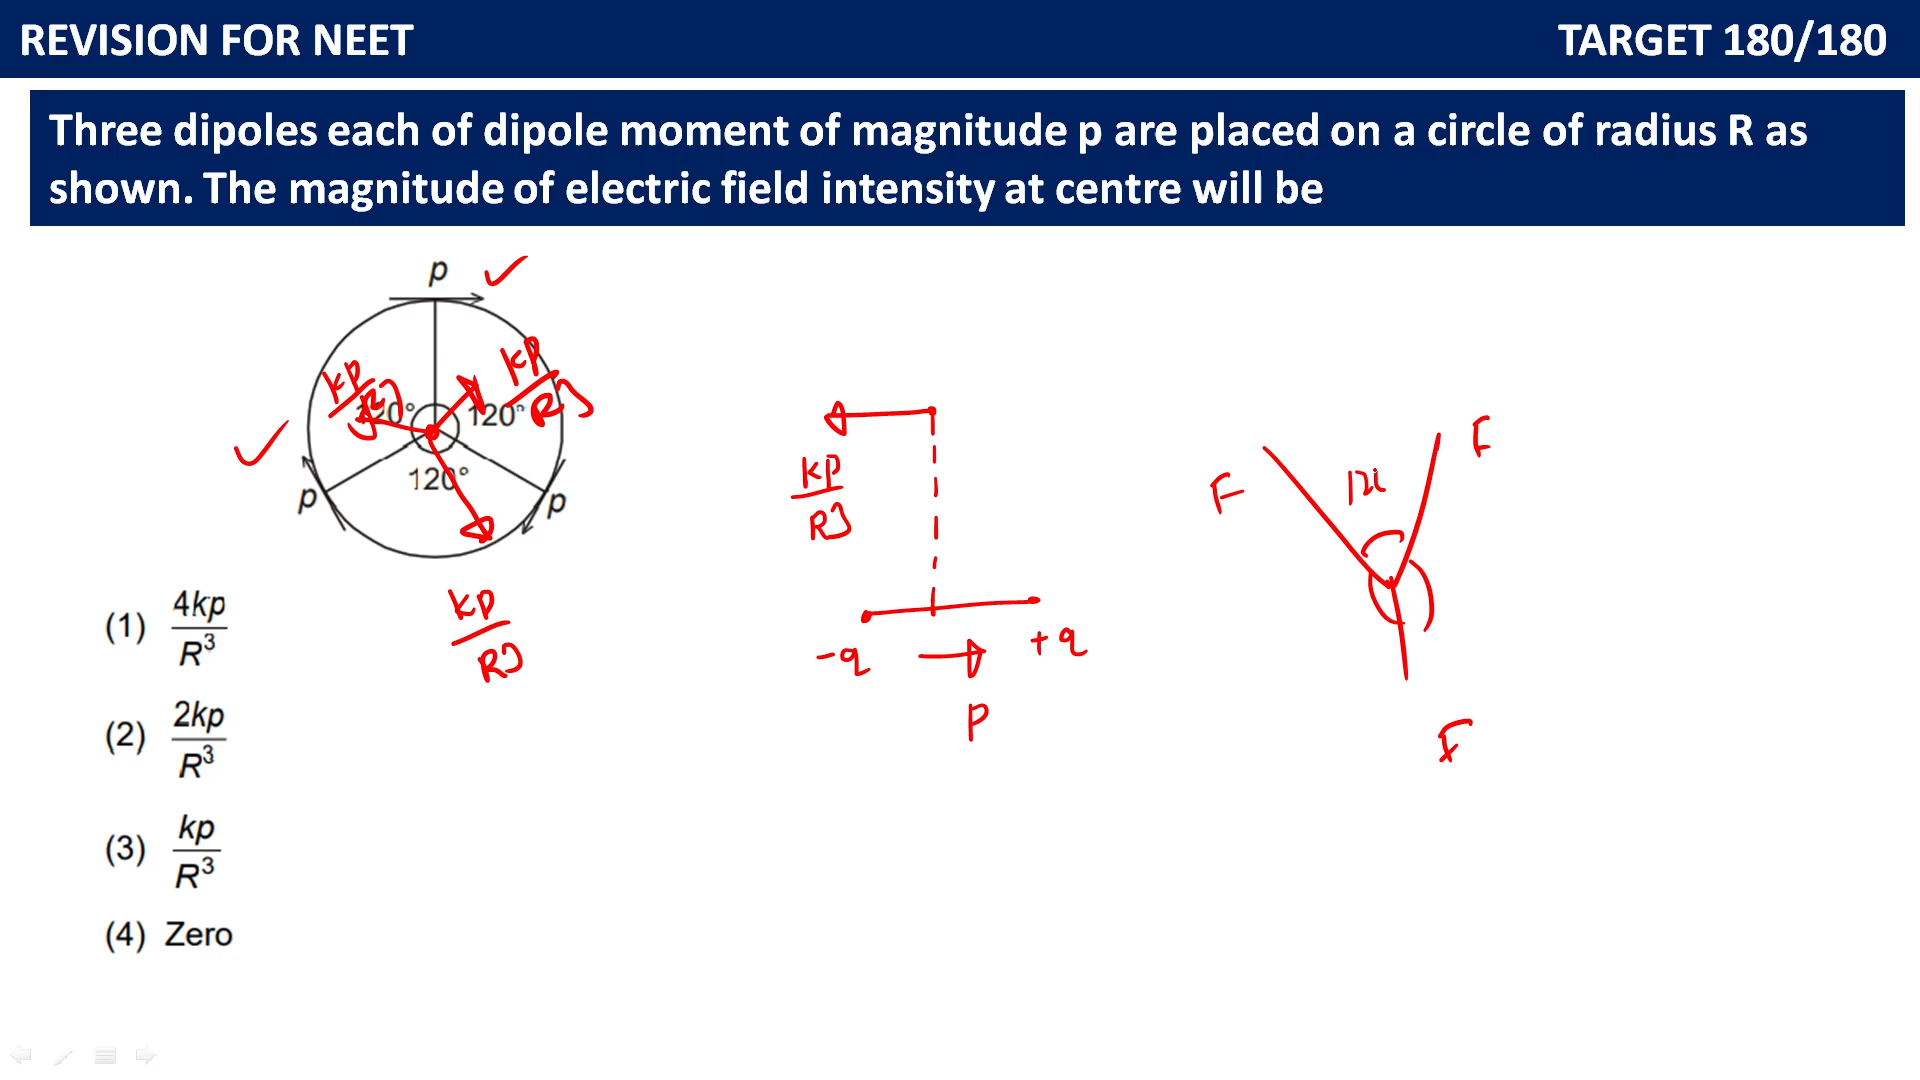 REVISION FOR NEET
TARGET 180/180
Three dipoles each of dipole moment of magnitude p are placed on a circle of radius R as
shown. The magnitude of electric field intensity at centre will be
p
kp
R3
kp
R3
120°
120°
120°
p
p
kp
R3
kp
R3
-q
+q
P
F
F
F
(1) 4kp/R³
(2) 2kp/R³
(3) kp/R³
(4) Zero